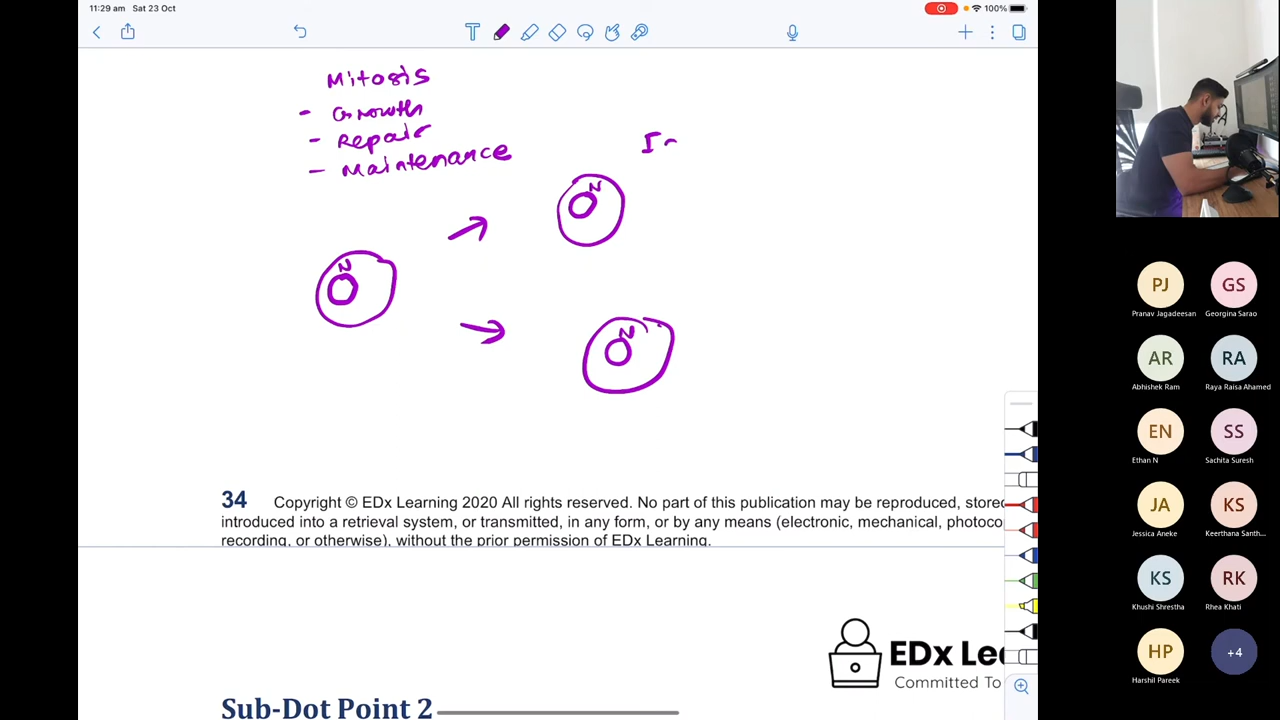 11:29 am Sat 23 Oct
100%
T
Mitosis
- Growth
- Repair
- Maintenance
In
N
N
N
34 Copyright © EDx Learning 2020 All rights reserved. No part of this publication may be reproduced, stored
introduced into a retrieval system, or transmitted, in any form, or by any means (electronic, mechanical, photoco
recording, or otherwise), without the prior permission of EDx Learning.
EDx Lea
Committed To
Sub-Dot Point 2
PJ GS
Pranav Jagadeesan Georgina Sarao
AR RA
Abhishek Ram Raya Raisa Ahamed
EN SS
Ethan N Sachita Suresh
JA KS
Jessica Aneke Keerthana Santh...
KS RK
Khushi Shrestha Rhea Khati
HP +4
Harshil Pareek